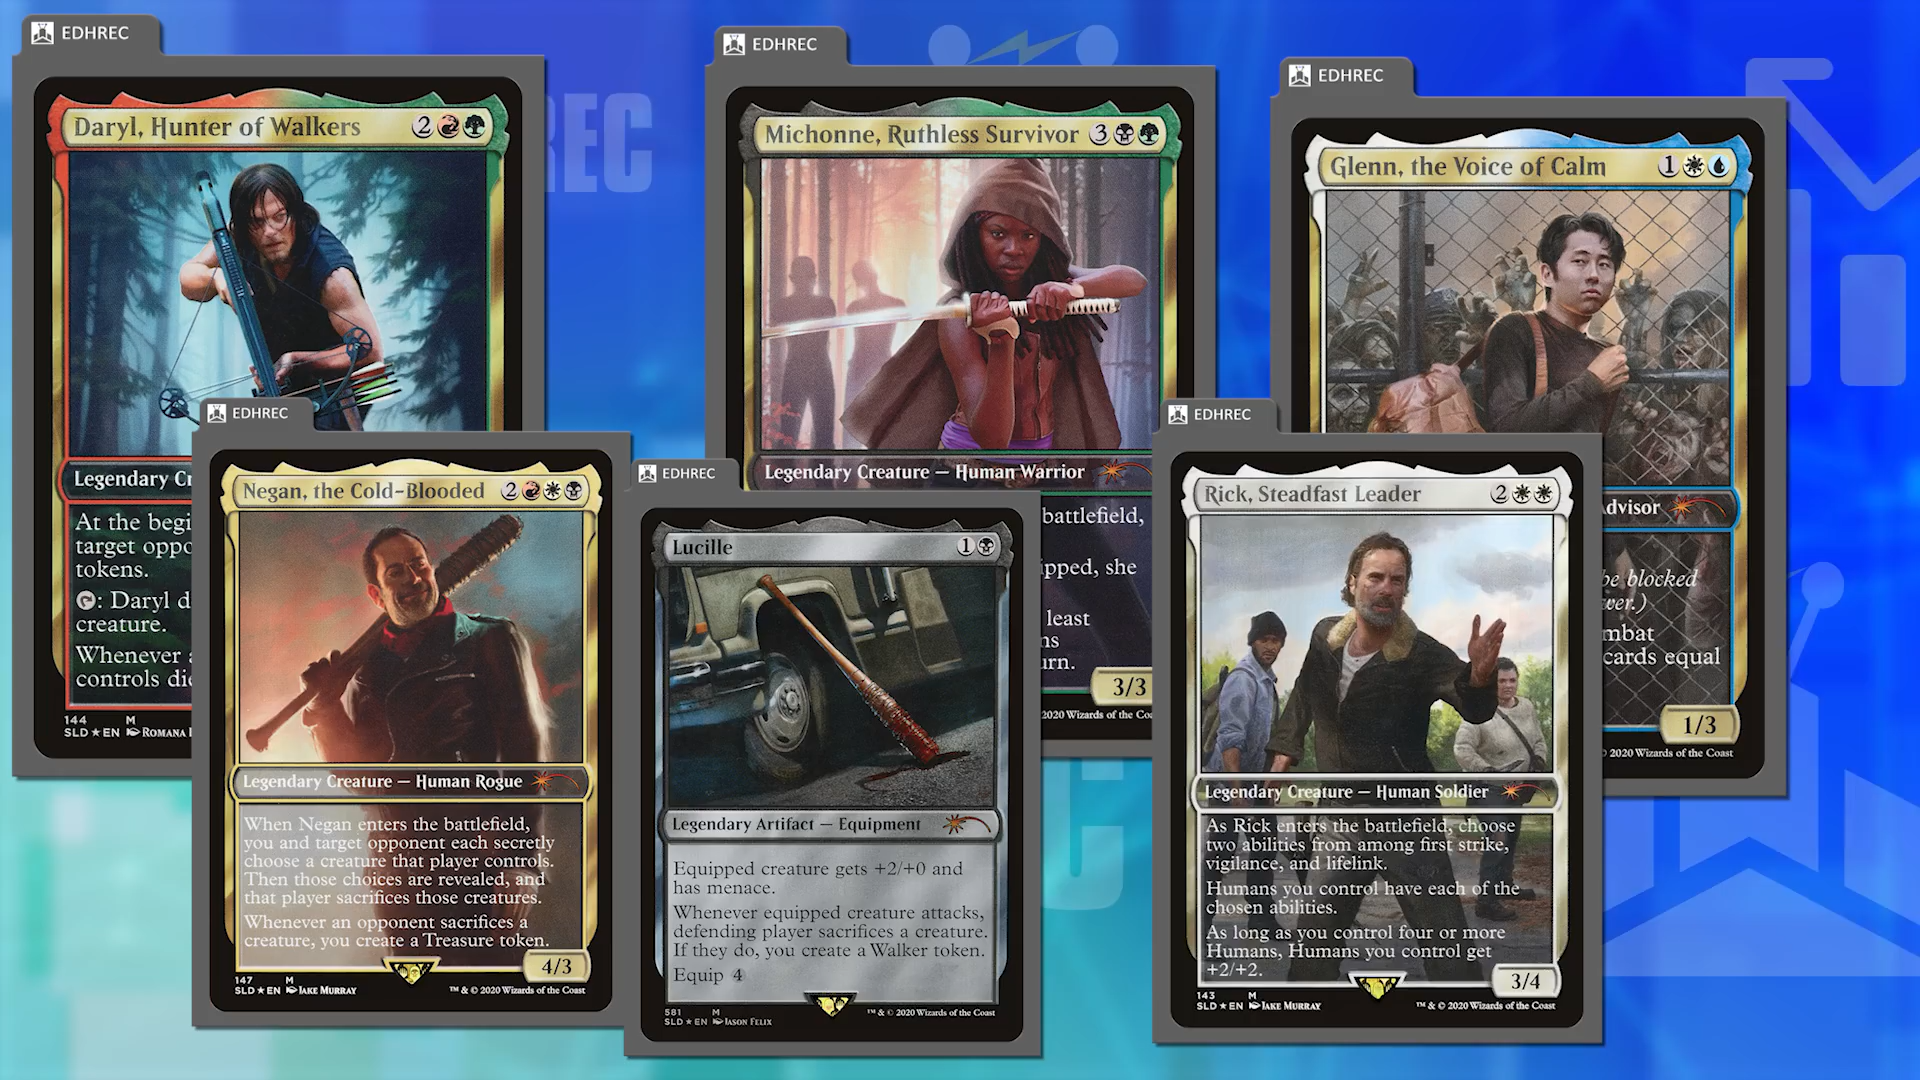 EDHREC
Daryl, Hunter of Walkers 2
Legendary Cr
At the begi
target oppo
tokens.
: Daryl d
creature.
Whenever
controls die
144 M
SLD ★ EN ROMANA
EDHREC
Michonne, Ruthless Survivor 3
Legendary Creature — Human Warrior
battlefield,
pped, she
least
ns
urn.
3/3
2020 Wizards of the Co
EDHREC
Glenn, the Voice of Calm 1
Advisor
be blocked
wer.)
mbat
cards equal
1/3
© 2020 Wizards of the Coast
EDHREC
Negan, the Cold-Blooded 2
Legendary Creature — Human Rogue
When Negan enters the battlefield,
you and target opponent each secretly
choose a creature that player controls.
Then those choices are revealed, and
that player sacrifices those creatures.
Whenever an opponent sacrifices a
creature, you create a Treasure token.
4/3
147 M
SLD ★ EN JAKE MURRAY
™ & © 2020 Wizards of the Coast
EDHREC
Lucille 1
Legendary Artifact — Equipment
Equipped creature gets +2/+0 and
has menace.
Whenever equipped creature attacks,
defending player sacrifices a creature.
If they do, you create a Walker token.
Equip 4
581 M
SLD ★ EN JASON FELIX
™ & © 2020 Wizards of the Coast
EDHREC
Rick, Steadfast Leader 2
Legendary Creature — Human Soldier
As Rick enters the battlefield, choose
two abilities from among first strike,
vigilance, and lifelink.
Humans you control have each of the
chosen abilities.
As long as you control four or more
Humans, Humans you control get
+2/+2.
3/4
143 M
SLD ★ EN JAKE MURRAY
™ & © 2020 Wizards of the Coast
REC